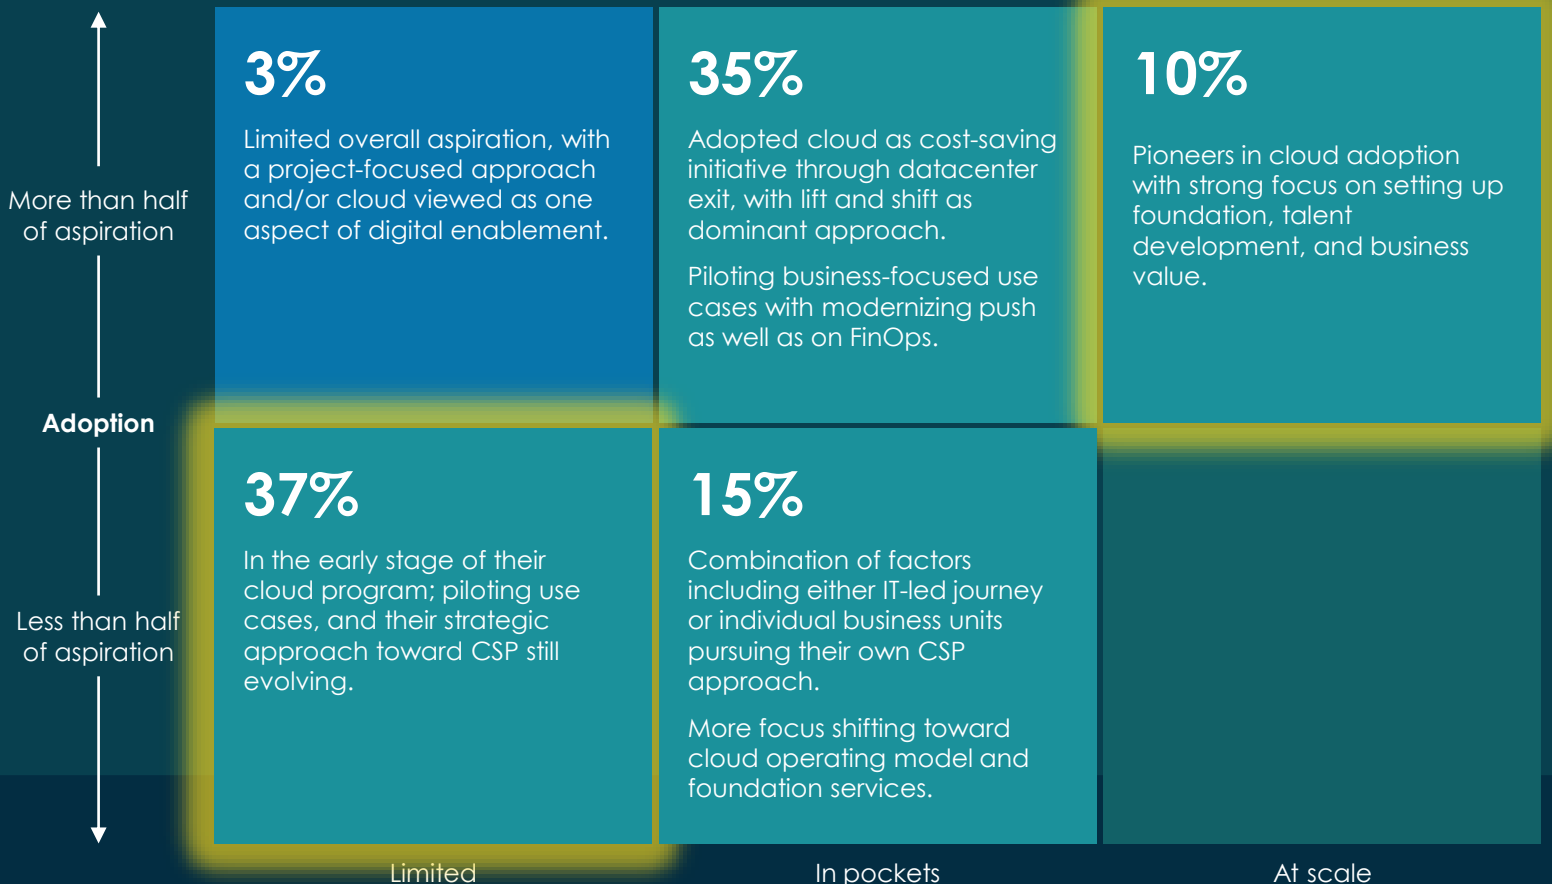 3%
Limited overall aspiration, with
a project-focused approach
and/or cloud viewed as one
aspect of digital enablement.
35%
Adopted cloud as cost-saving
initiative through datacenter
exit, with lift and shift as
dominant approach.
Piloting business-focused use
cases with modernizing push
as well as on FinOps.
10%
Pioneers in cloud adoption
with strong focus on setting up
foundation, talent
development, and business
value.
More than half
of aspiration
Adoption
Less than half
of aspiration
37%
In the early stage of their
cloud program; piloting use
cases, and their strategic
approach toward CSP still
evolving.
15%
Combination of factors
including either IT-led journey
or individual business units
pursuing their own CSP
approach.
More focus shifting toward
cloud operating model and
foundation services.
Limited
In pockets
At scale